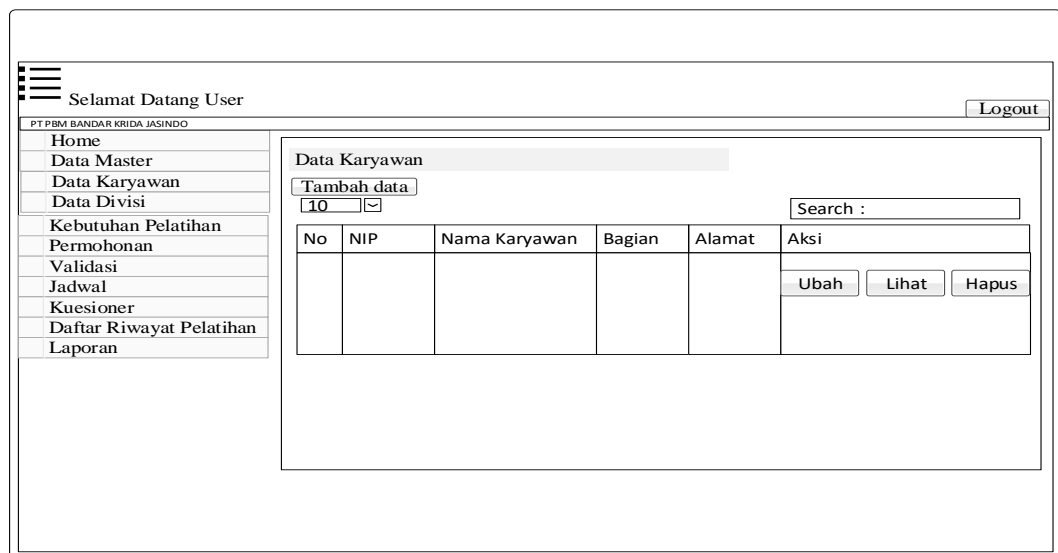 Selamat Datang User
Logout
PT PBM BANDAR KRIDA JASINDO
Home
Data Master
Data Karyawan
Data Divisi
Kebutuhan Pelatihan
Permohonan
Validasi
Jadwal
Kuesioner
Daftar Riwayat Pelatihan
Laporan
Data Karyawan
Tambah data
10
Search :
No NIP Nama Karyawan Bagian Alamat Aksi
Ubah Lihat Hapus